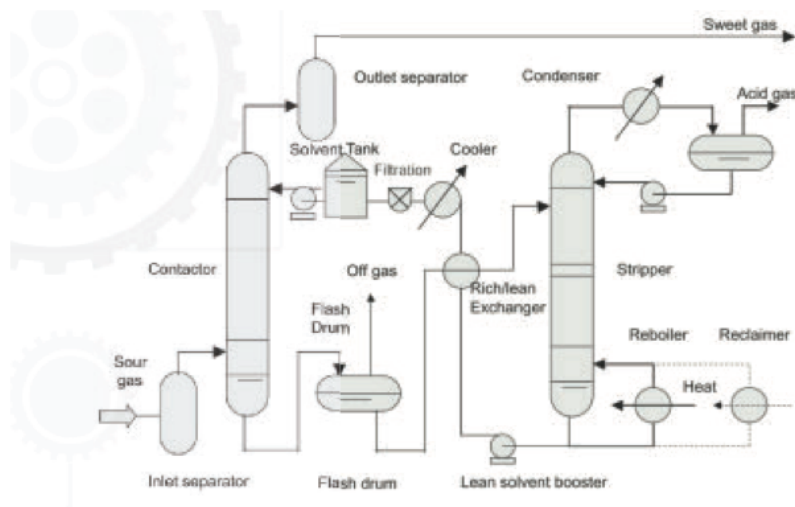 Sweet gas
Outlet separator
Condenser
Acid gas
Solvent Tank
Cooler
Filtration
Contactor
Off gas
Rich/lean
Exchanger
Stripper
Flash
Drum
Reboiler
Reclaimer
Sour
gas
Heat
Inlet separator
Flash drum
Lean solvent booster